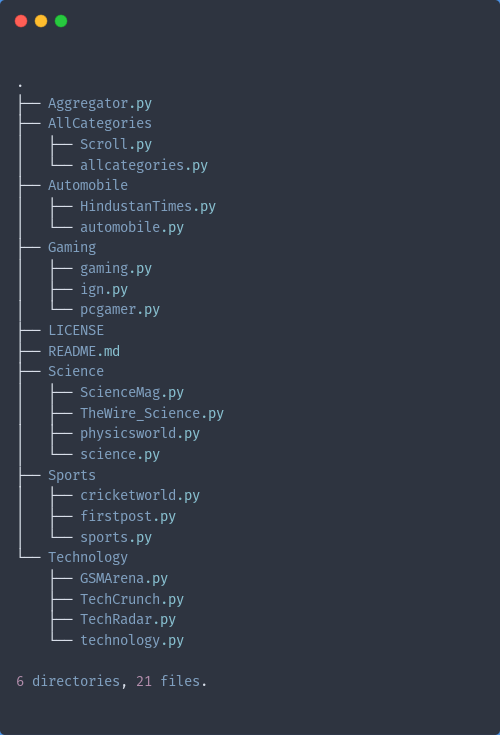 .
├── Aggregator.py
├── AllCategories
│   ├── Scroll.py
│   └── allcategories.py
├── Automobile
│   ├── HindustanTimes.py
│   └── automobile.py
├── Gaming
│   ├── gaming.py
│   ├── ign.py
│   └── pcgamer.py
├── LICENSE
├── README.md
├── Science
│   ├── ScienceMag.py
│   ├── TheWire_Science.py
│   ├── physicsworld.py
│   └── science.py
├── Sports
│   ├── cricketworld.py
│   ├── firstpost.py
│   └── sports.py
└── Technology
    ├── GSMArena.py
    ├── TechCrunch.py
    ├── TechRadar.py
    └── technology.py

6 directories, 21 files.